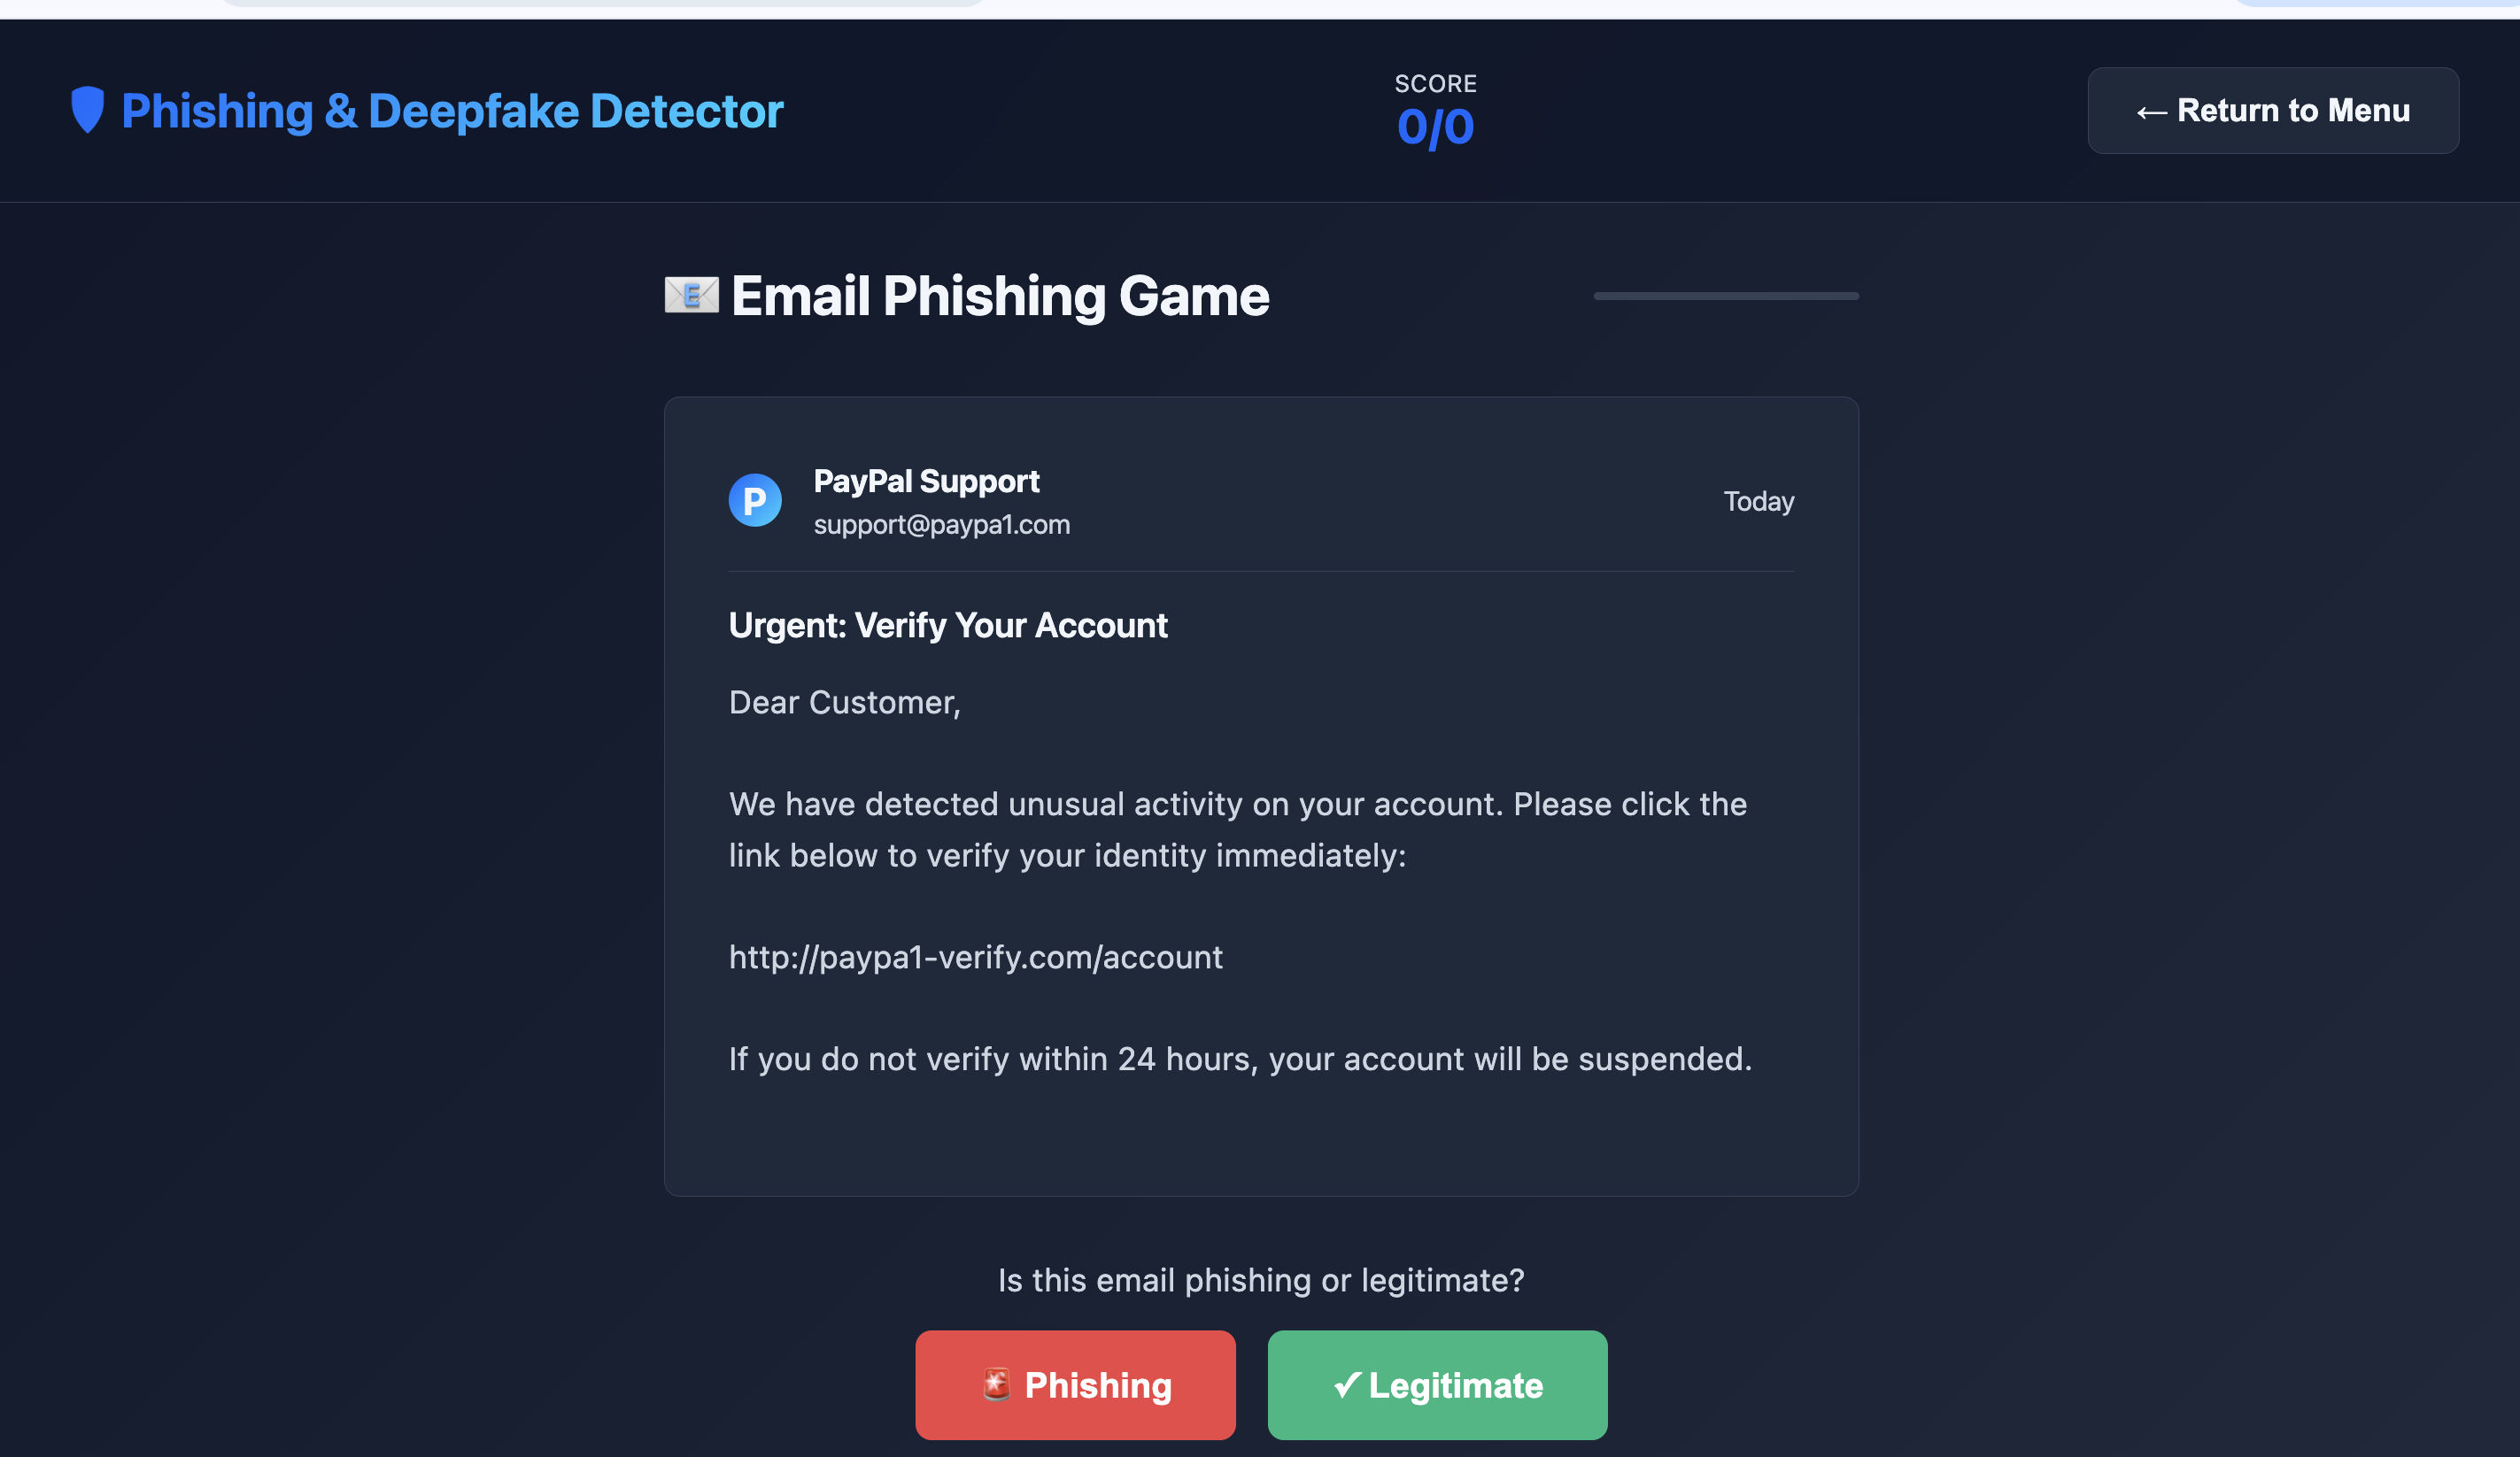 Phishing & Deepfake Detector
SCORE
0/0
← Return to Menu
Email Phishing Game
P
PayPal Support
support@paypa1.com
Today
Urgent: Verify Your Account
Dear Customer,
We have detected unusual activity on your account. Please click the
link below to verify your identity immediately:
http://paypa1-verify.com/account
If you do not verify within 24 hours, your account will be suspended.
Is this email phishing or legitimate?
🚨 Phishing
✓ Legitimate